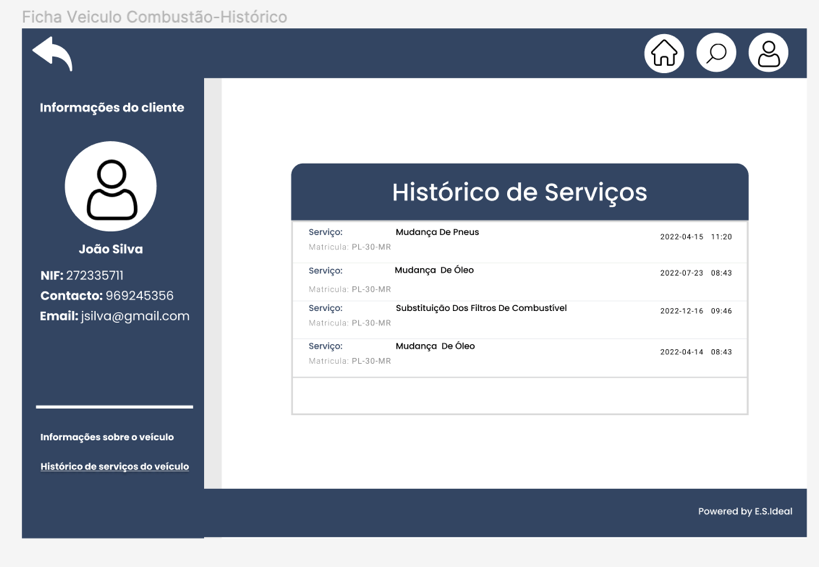 Ficha Veiculo Combustão-Histórico
Informações do cliente
João Silva
NIF: 272335711
Contacto: 969245356
Email: jsilva@gmail.com
Informações sobre o veículo
Histórico de serviços do veículo
Histórico de Serviços
Serviço: Mudança De Pneus 2022-04-15 11:20
Matricula: PL-30-MR
Serviço: Mudança De Óleo 2022-07-23 08:43
Matricula: PL-30-MR
Serviço: Substituição Dos Filtros De Combustível 2022-12-16 09:46
Matricula: PL-30-MR
Serviço: Mudança De Óleo 2022-04-14 08:43
Matricula: PL-30-MR
Powered by E.S.Ideal